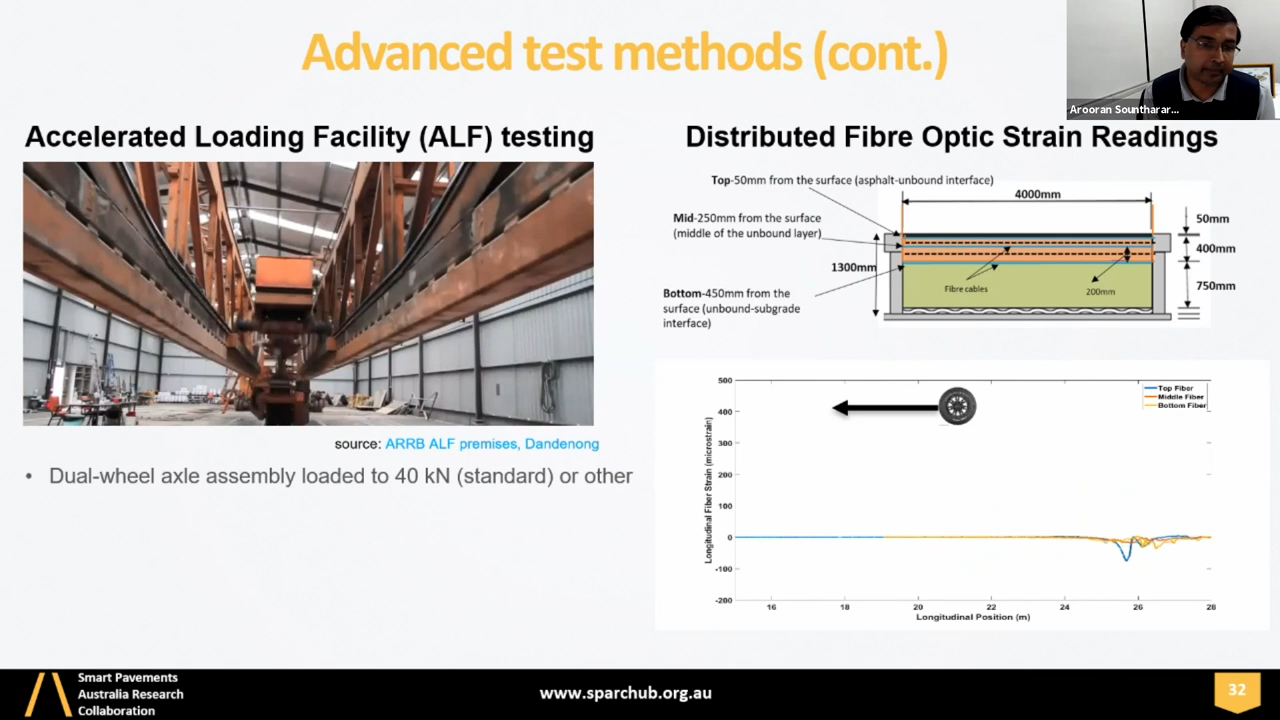 Advanced test methods (cont.)
Arooran Sountharar...
Accelerated Loading Facility (ALF) testing
source: ARRB ALF premises, Dandenong
• Dual-wheel axle assembly loaded to 40 kN (standard) or other
Distributed Fibre Optic Strain Readings
Top-50mm from the surface (asphalt-unbound interface)
4000mm
Mid-250mm from the surface
(middle of the unbound layer)
50mm
400mm
1300mm
750mm
Fibre cables
200mm
Bottom-450mm from the
surface (unbound-subgrade
interface)
500
400
300
200
100
0
-100
-200
Longitudinal Fiber Strain (microstrain)
Top Fiber
Middle Fiber
Bottom Fiber
16 18 20 22 24 26 28
Longitudinal Position (m)
Smart Pavements
Australia Research
Collaboration
www.sparchub.org.au
32